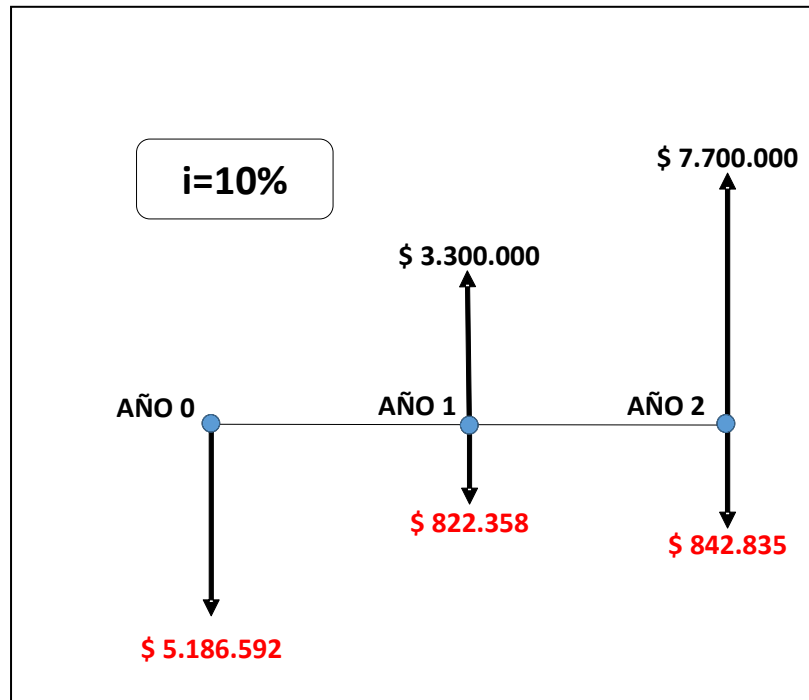 i=10%
$ 7.700.000
$ 3.300.000
AÑO 0
AÑO 1
AÑO 2
$ 822.358
$ 842.835
$ 5.186.592